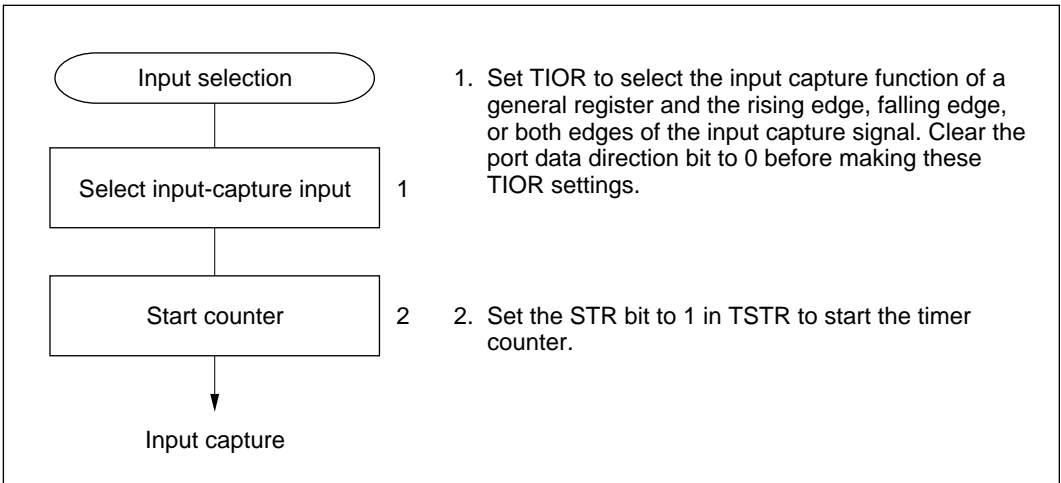 Input selection
Select input-capture input 1
Start counter 2
Input capture
1. Set TIOR to select the input capture function of a
general register and the rising edge, falling edge,
or both edges of the input capture signal. Clear the
port data direction bit to 0 before making these
TIOR settings.
2. Set the STR bit to 1 in TSTR to start the timer
counter.